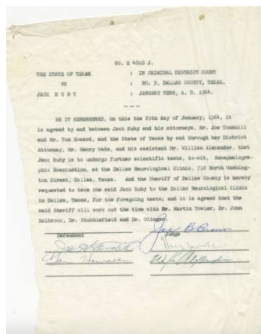 NO. E 4010 J.
THE STATE OF TEXAS : IN CRIMINAL DISTRICT COURT
VS : NO. 3, DALLAS COUNTY, TEXAS,
JACK RUBY : JANUARY TERM, A. D. 1964.
BE IT REMEMBERED, On this the day of January, 1964, it
is agreed by and between Jack Ruby and his attorneys, Mr. Joe Tonahill
and Mr. Tom Howard, and the State of Texas by and through its District
Attorney, Mr. Henry Wade, and his assistant Mr. William Alexander, that
Jack Ruby is to undergo further scientific tests, to-wit,
Examination, at the Dallas Neurological Clinic, 712 North Washing-
ton Street, Dallas, Texas. And the Sheriff of Dallas County is hereby
requested to take the said Jack Ruby to the Dallas Neurological Clinic
in Dallas, Texas, for the foregoing tests; and it is agreed that the
said Sheriff will work out the time with Mr. Martin Towler, Dr. John
Holbrook, Dr. Stubblefield and Dr.
Defendant Judge